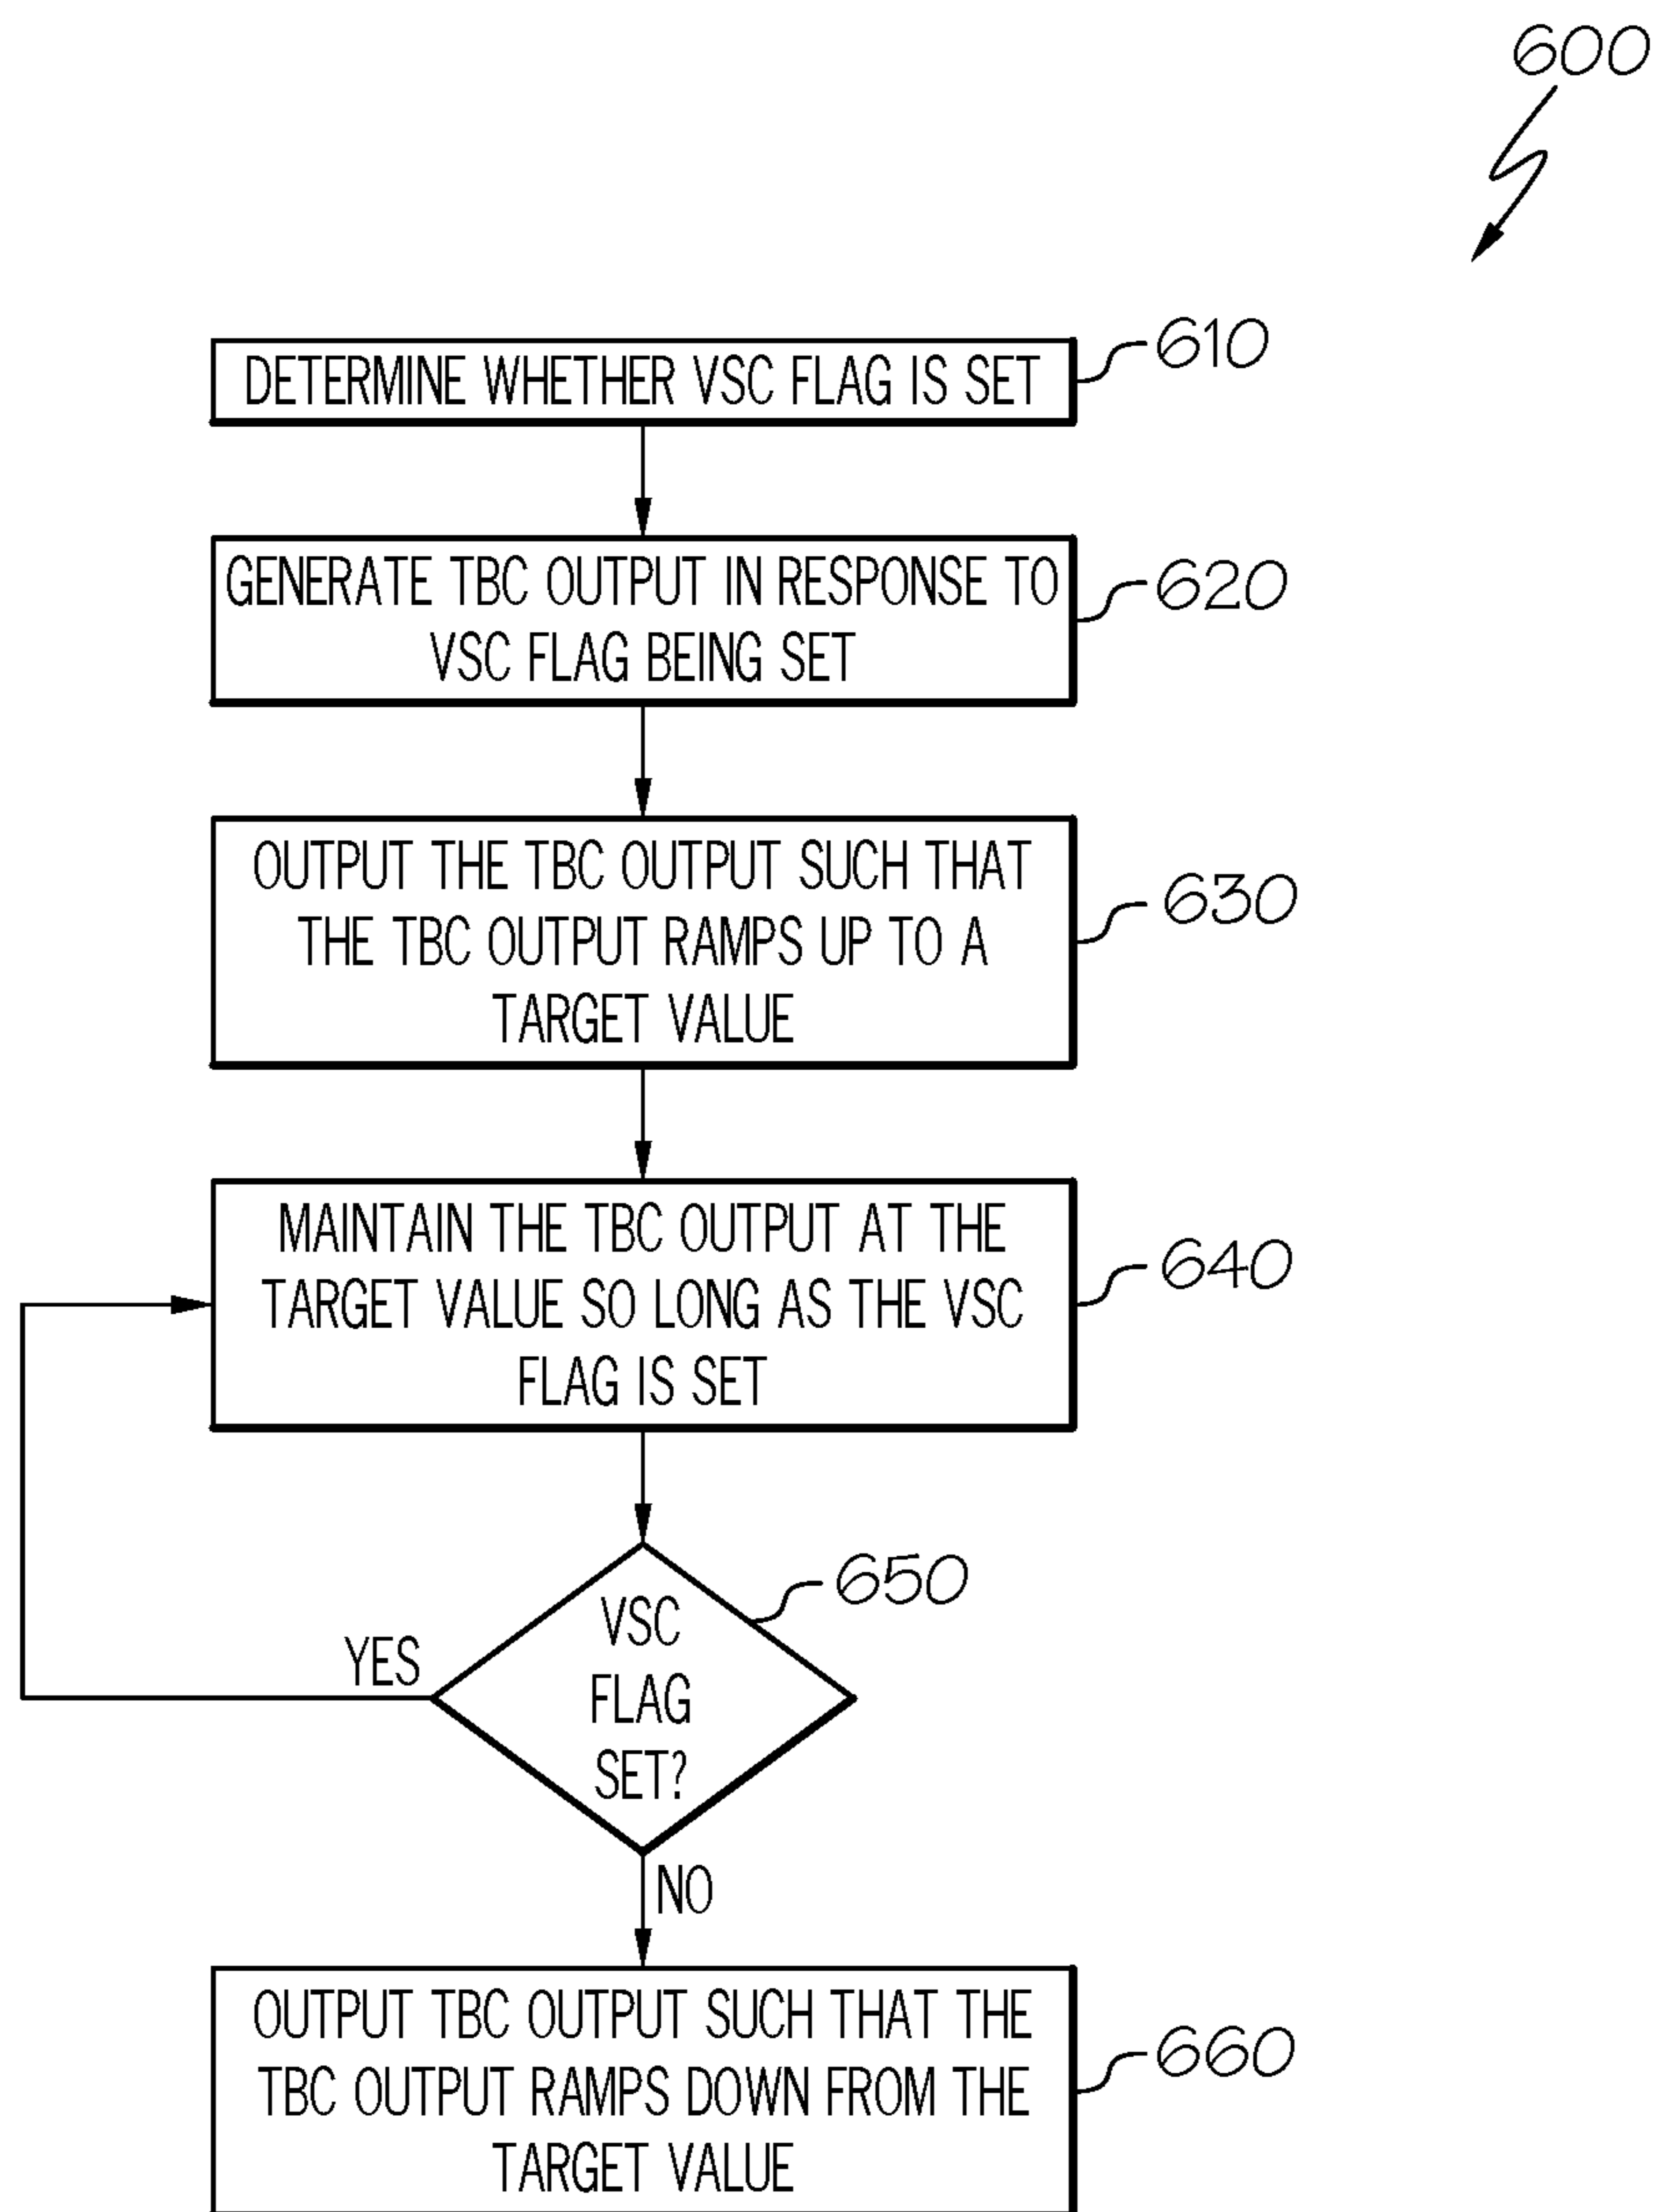 600
DETERMINE WHETHER VSC FLAG IS SET
610
GENERATE TBC OUTPUT IN RESPONSE TO
VSC FLAG BEING SET
620
OUTPUT THE TBC OUTPUT SUCH THAT
THE TBC OUTPUT RAMPS UP TO A
TARGET VALUE
630
MAINTAIN THE TBC OUTPUT AT THE
TARGET VALUE SO LONG AS THE VSC
FLAG IS SET
640
VSC
FLAG
SET?
650
YES
NO
OUTPUT TBC OUTPUT SUCH THAT THE
TBC OUTPUT RAMPS DOWN FROM THE
TARGET VALUE
660